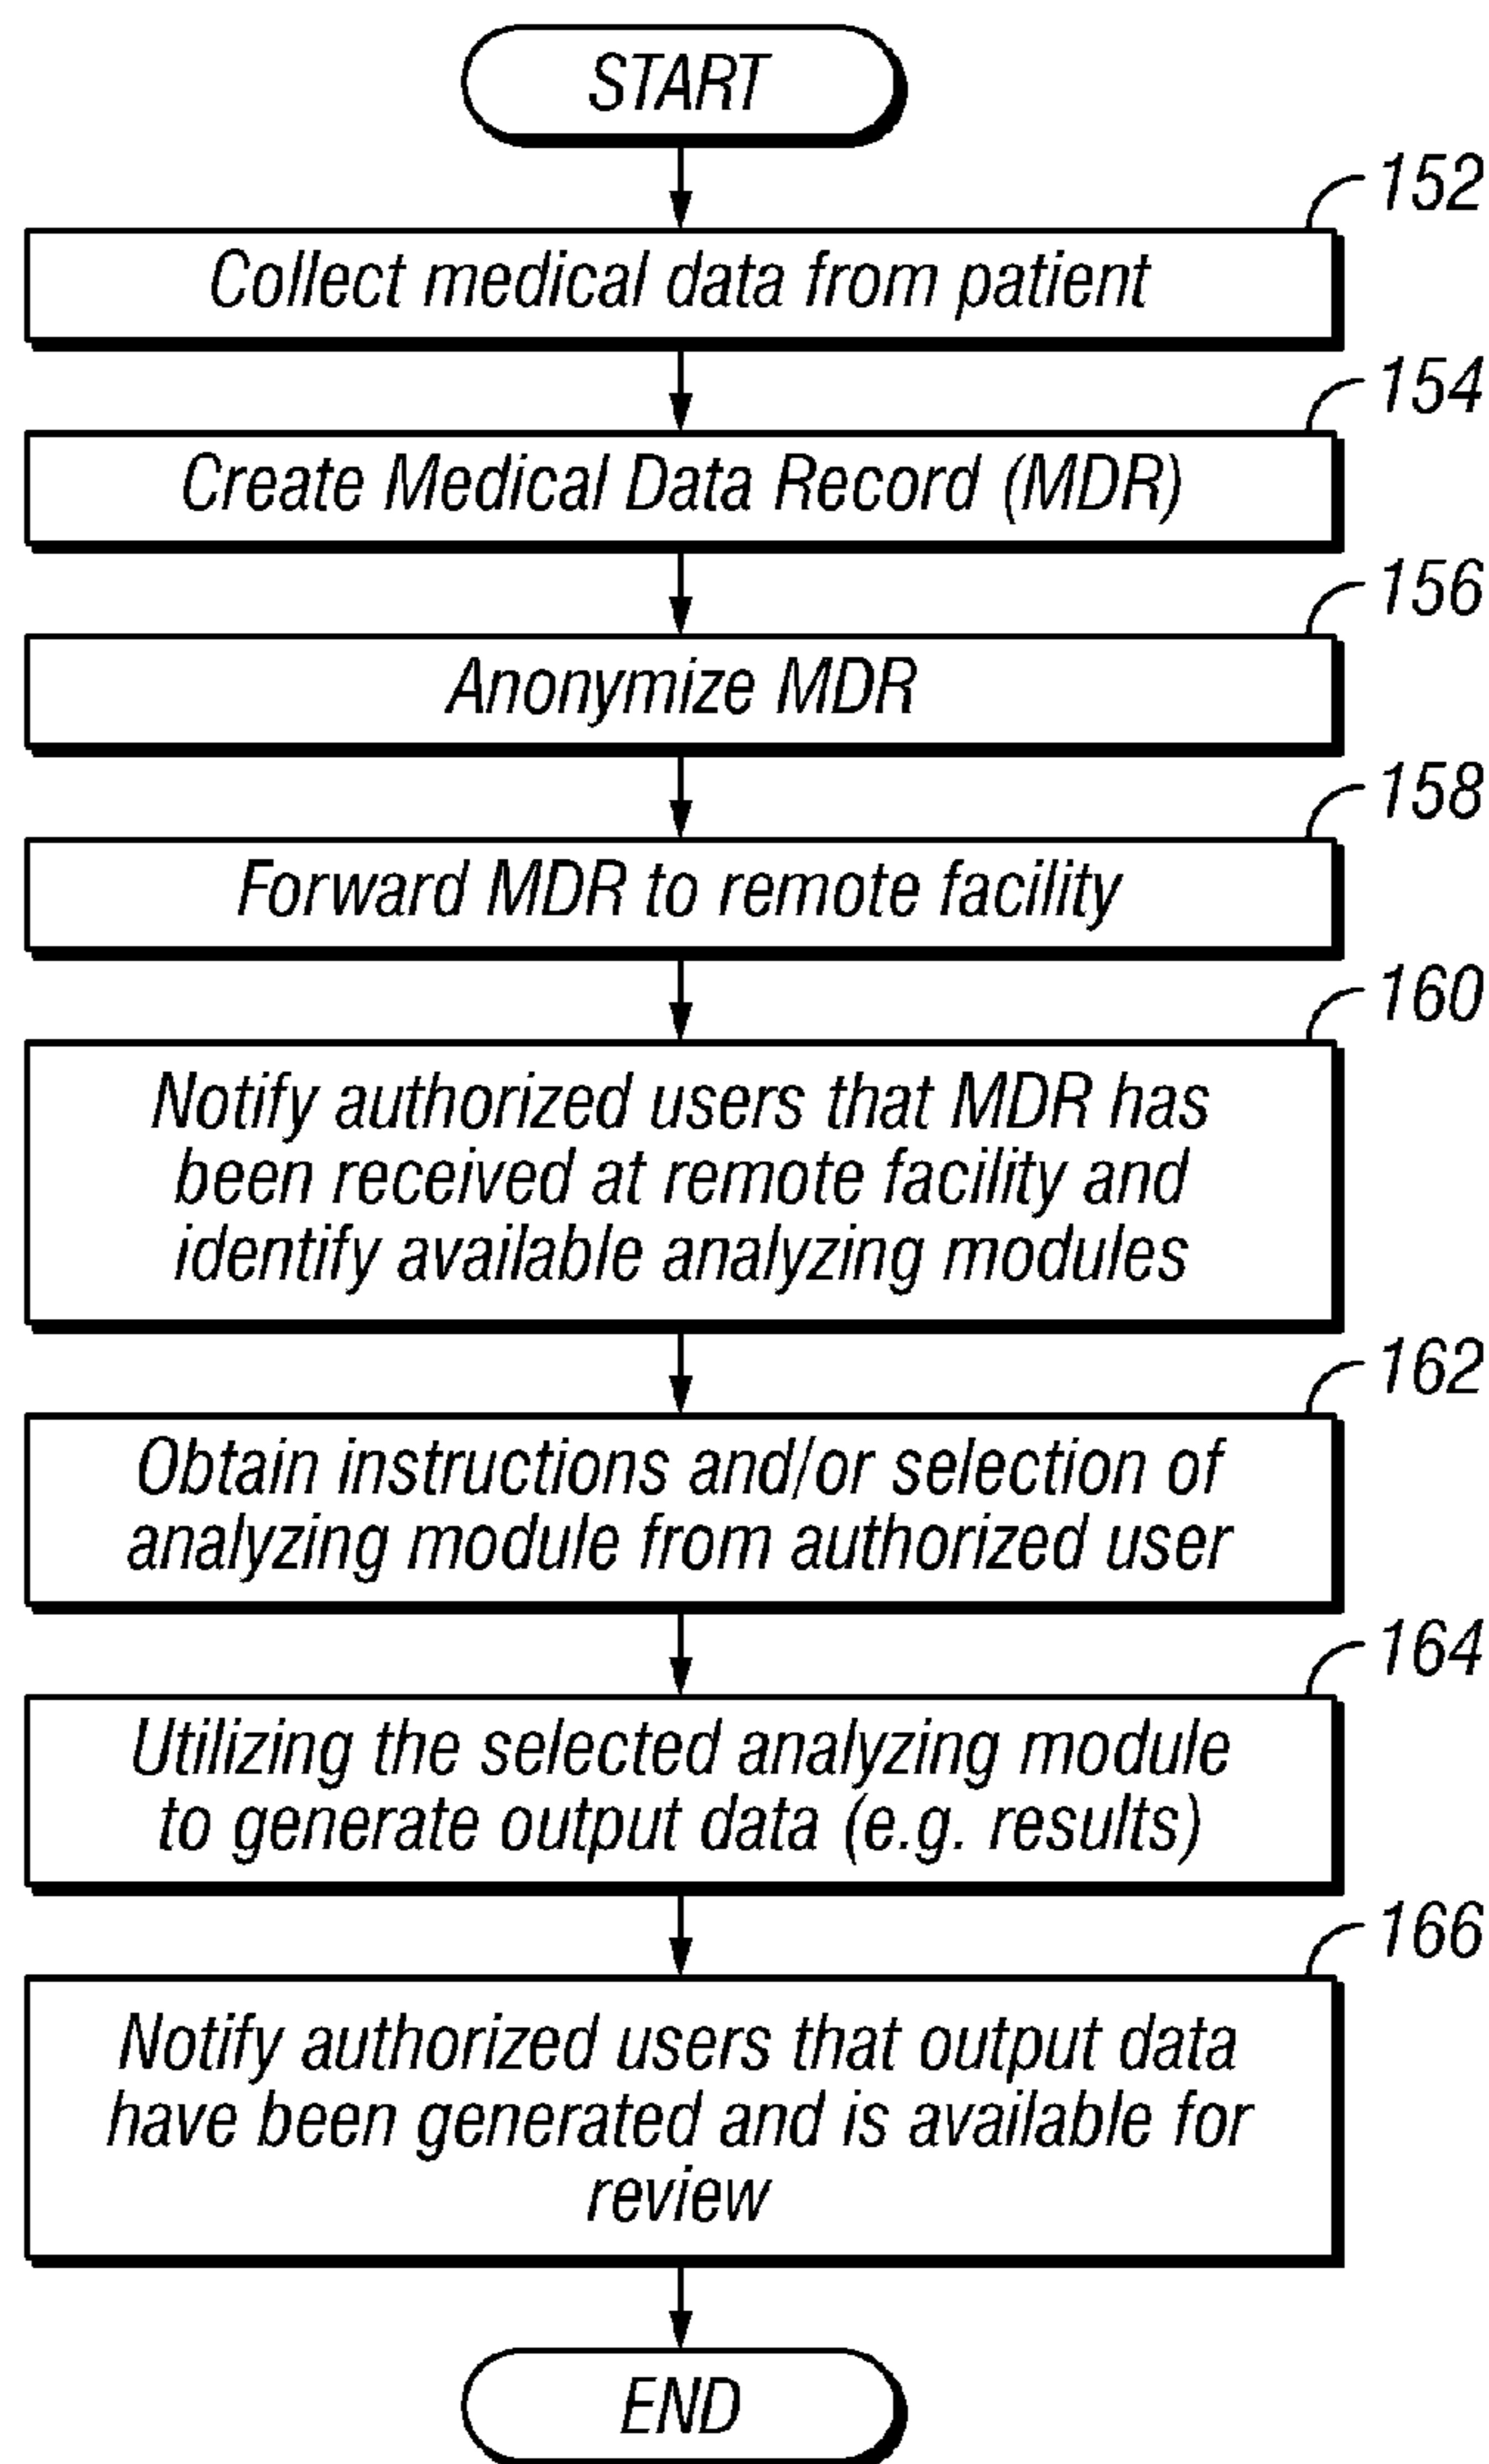 START
152
Collect medical data from patient
154
Create Medical Data Record (MDR)
156
Anonymize MDR
158
Forward MDR to remote facility
160
Notify authorized users that MDR has
been received at remote facility and
identify available analyzing modules
162
Obtain instructions and/or selection of
analyzing module from authorized user
164
Utilizing the selected analyzing module
to generate output data (e.g. results)
166
Notify authorized users that output data
have been generated and is available for
review
END